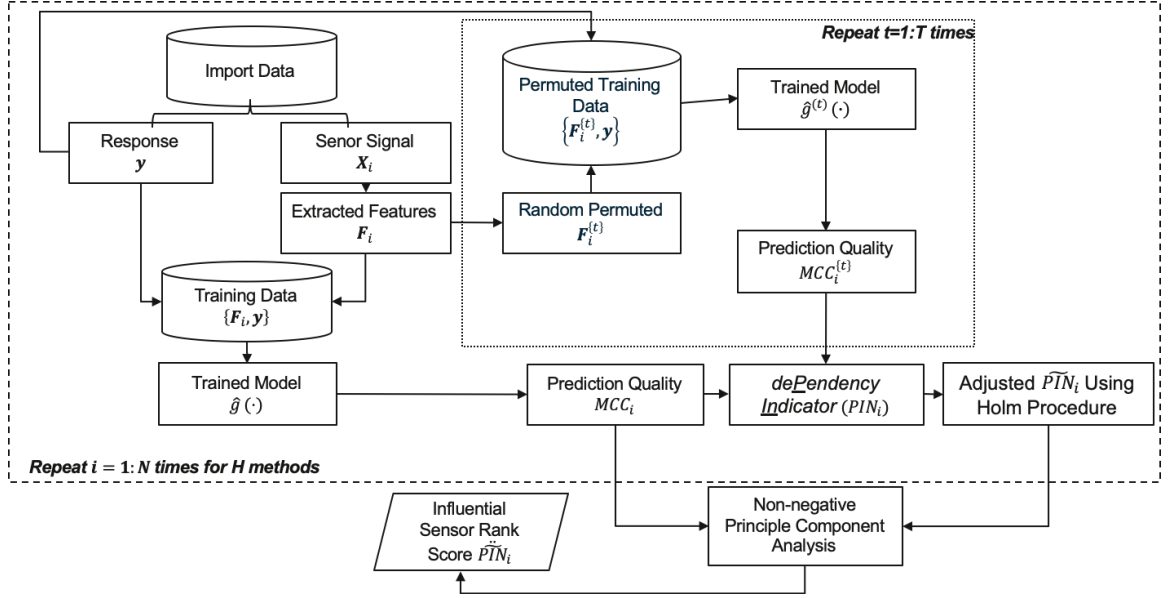 Repeat t=1:T times
Import Data
Permuted Training
Data
{F_i^{t}, y}
Trained Model
ĝ^(t) (·)
Response
y
Senor Signal
X_i
Extracted Features
F_i
Random Permuted
F_i^{t}
Prediction Quality
MCC_i^{t}
Training Data
{F_i, y}
Trained Model
ĝ (·)
Prediction Quality
MCC_i
dePendency
Indicator (PIN_i)
Adjusted P͠IN_i Using
Holm Procedure
Repeat i = 1: N times for H methods
Influential
Sensor Rank
Score P̃̈IN_i
Non-negative
Principle Component
Analysis